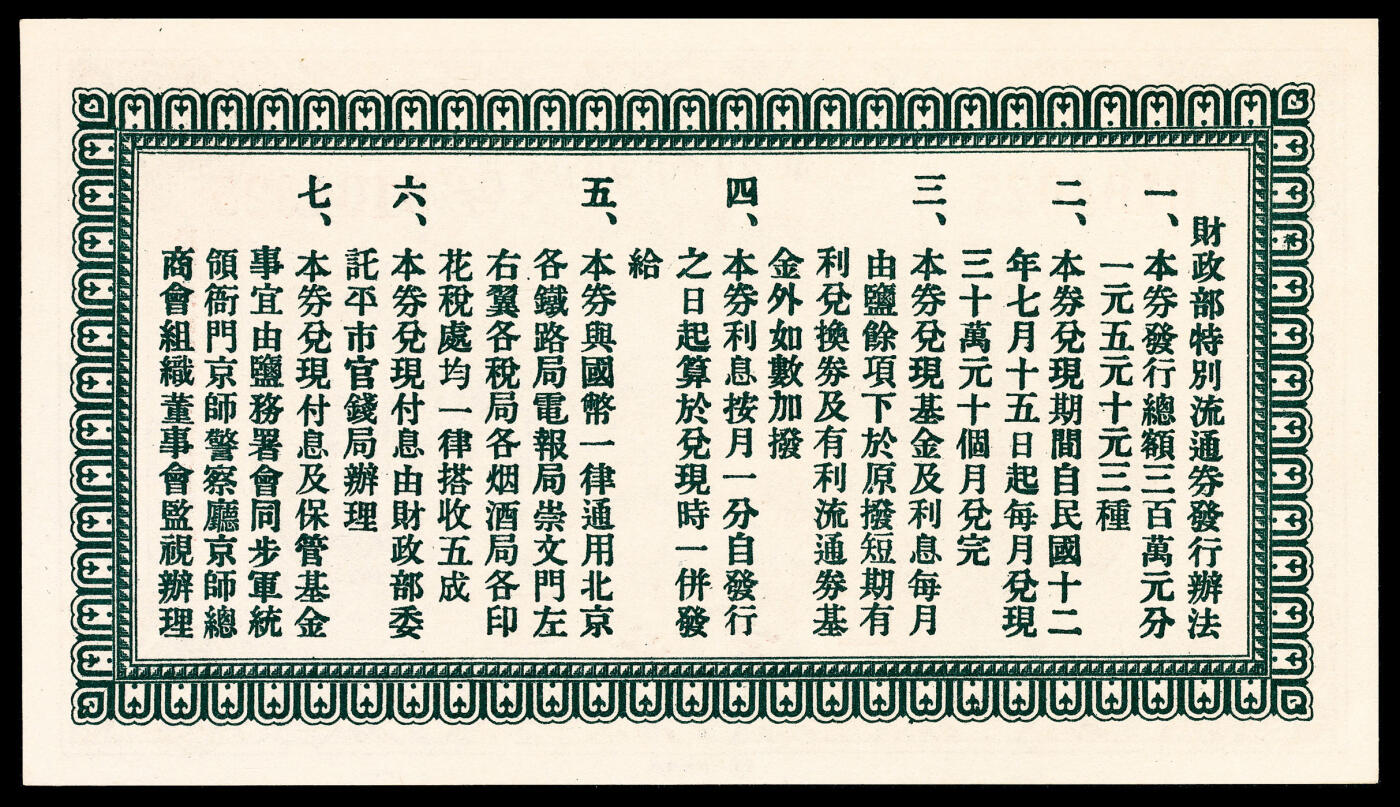 財政部特別流通券發行辦法
一、本券發行總額三百萬元分
一元五元十元三種
二、本券兌現期間自民國十二
年七月十五日起每月兌現
三十萬元十個月兌完
三、本券兌現基金及利息每月
由鹽餘項下於原撥短期有
利兌換券及有利流通券基
金外如數加撥
四、本券利息按月一分自發行
之日起算於兌現時一併發
給
五、本券與國幣一律通用北京
各鐵路局電報局崇文門左
右翼各稅局各烟酒局各印
花稅處均一律搭收五成
六、本券兌現付息由財政部委
託平市官錢局辦理
七、本券兌現付息及保管基金
事宜由鹽務署會同步軍統
領衙門京師警察廳京師總
商會組織董事會監視辦理